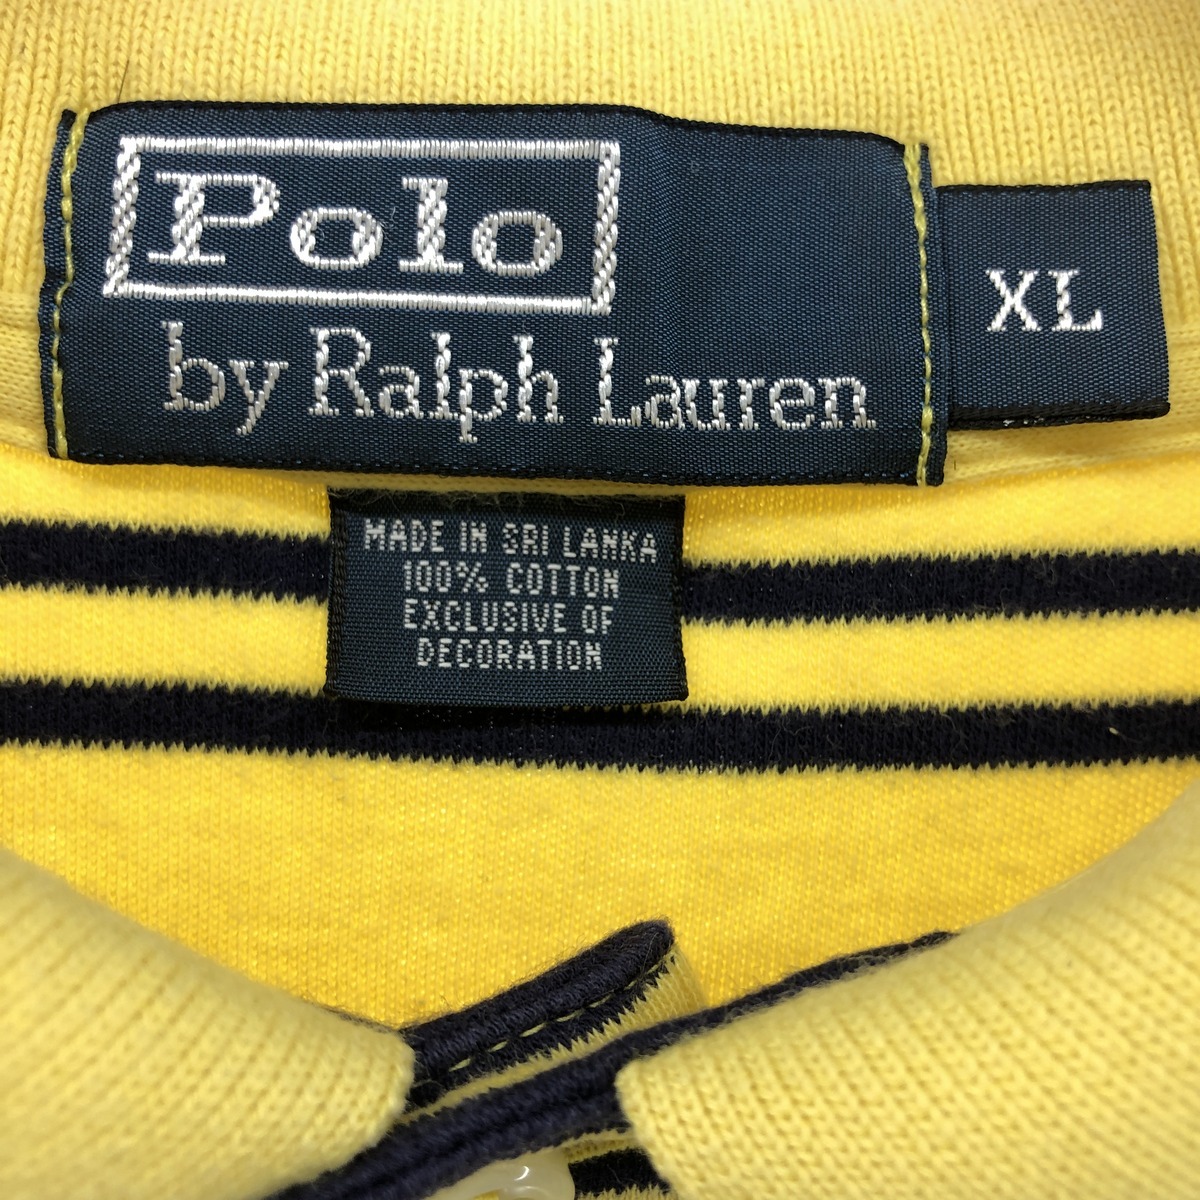 Polo
by Ralph Lauren
XL
MADE IN SRI LANKA
100% COTTON
EXCLUSIVE OF
DECORATION